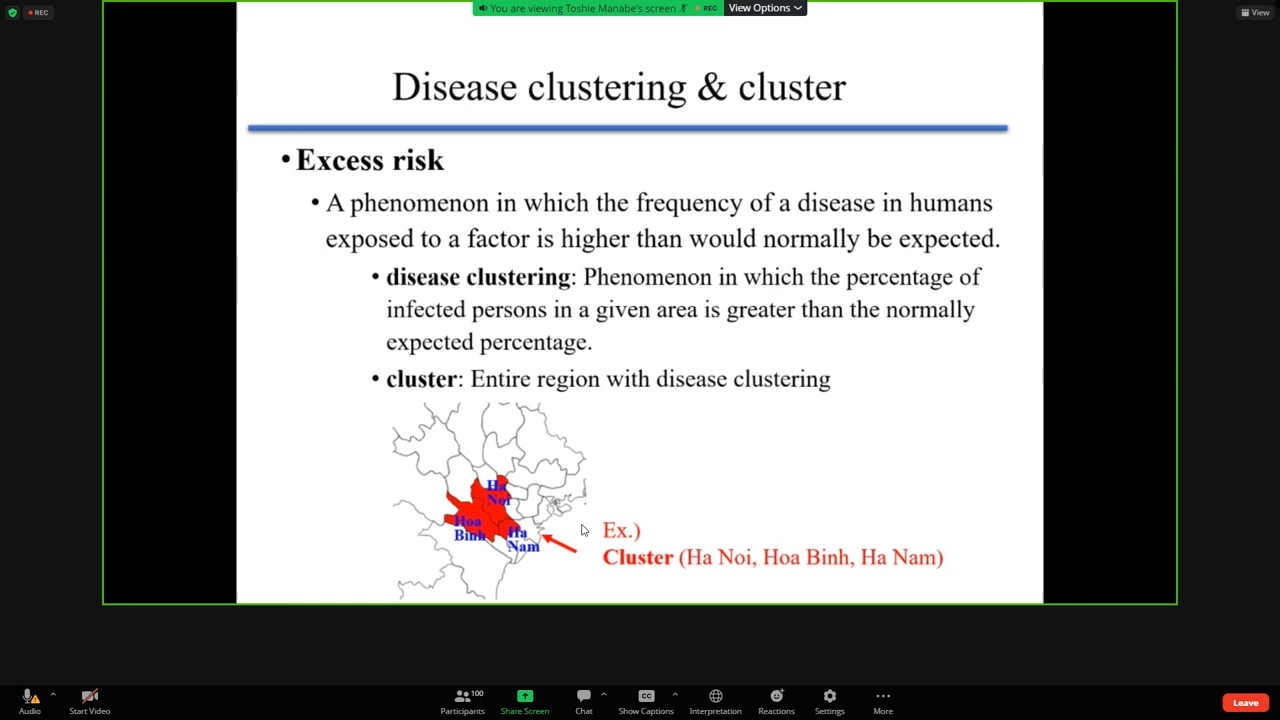 REC
You are viewing Toshie Manabe's screen
REC
View Options
View
Disease clustering & cluster
•Excess risk
• A phenomenon in which the frequency of a disease in humans
exposed to a factor is higher than would normally be expected.
• disease clustering: Phenomenon in which the percentage of
infected persons in a given area is greater than the normally
expected percentage.
• cluster: Entire region with disease clustering
Ha
Noi
Hoa
Binh
Ha
Nam
Ex.)
Cluster (Ha Noi, Hoa Binh, Ha Nam)
Audio
Start Video
Participants
100
Share Screen
Chat
CC
Show Captions
Interpretation
Reactions
Settings
More
Leave